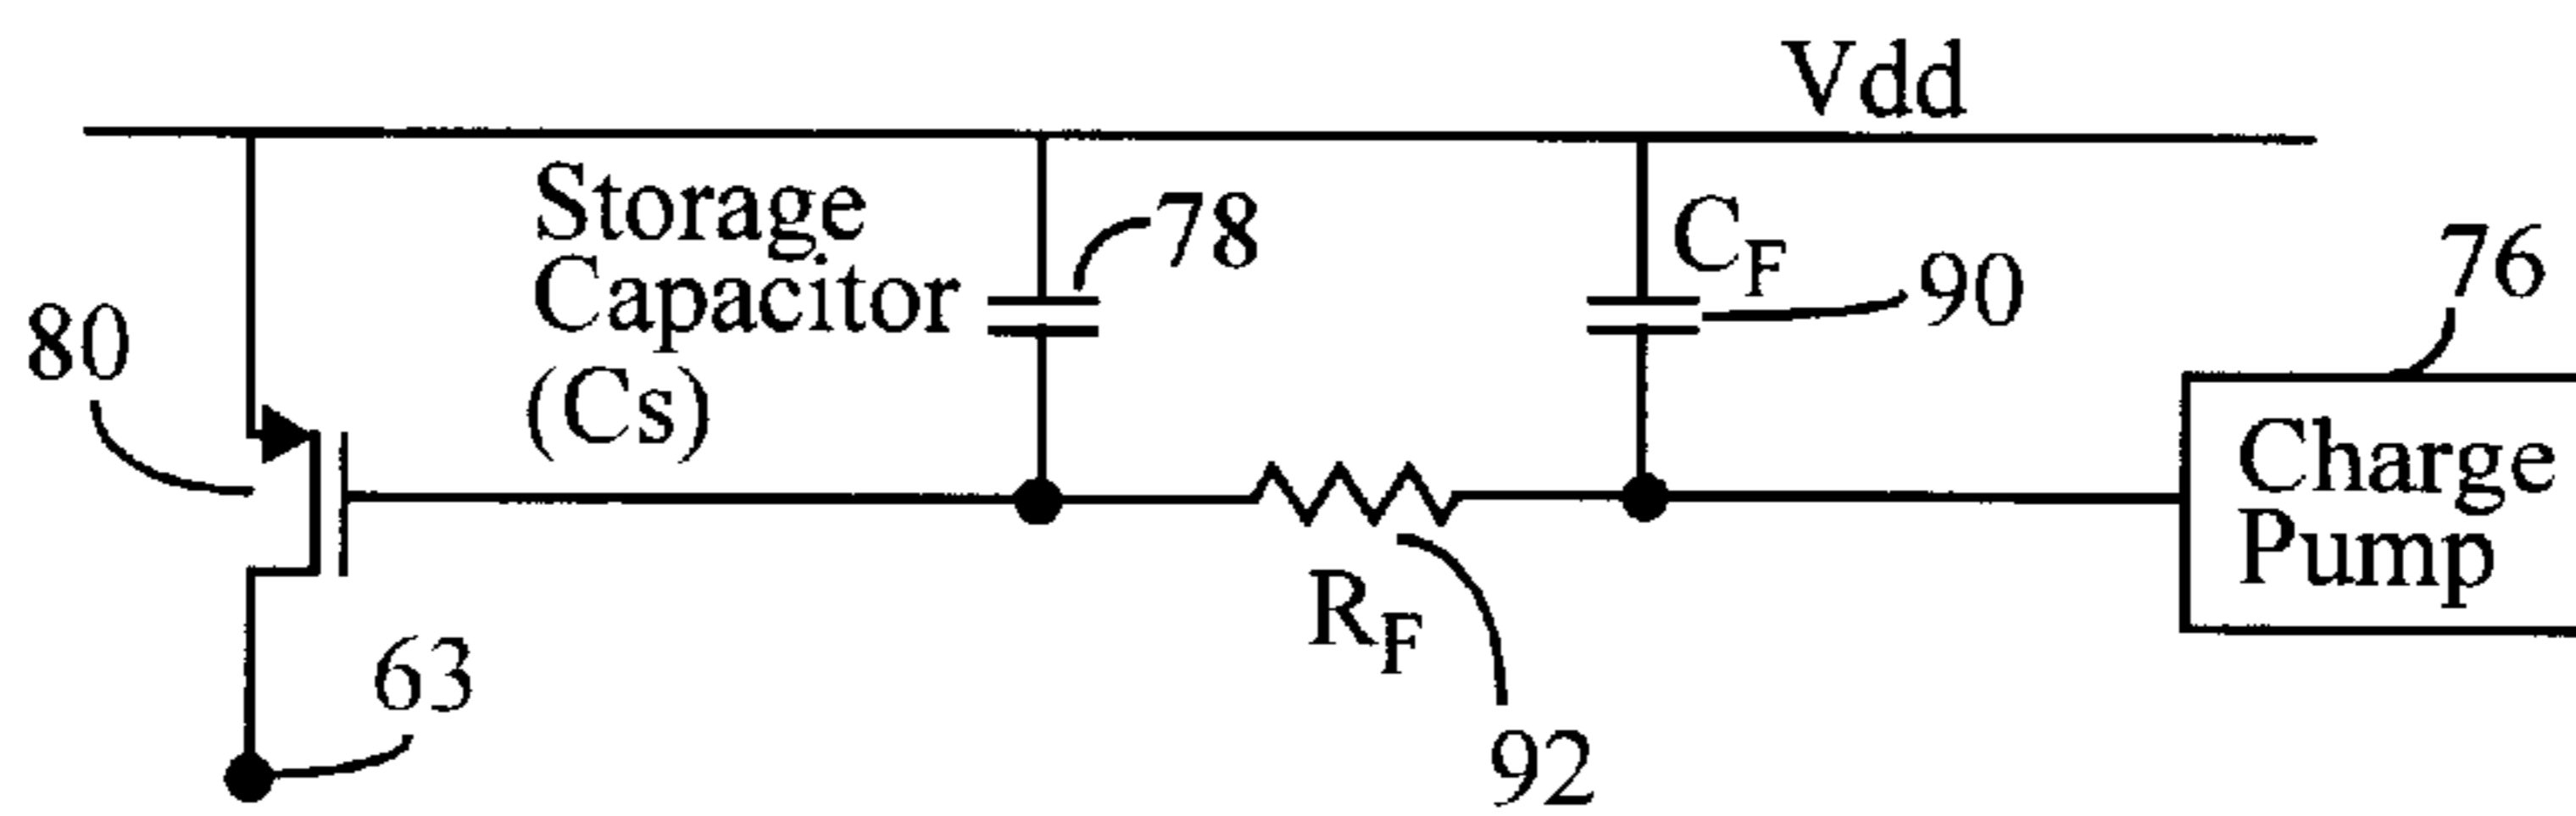 Vdd
Storage
Capacitor
(Cs)
78
C_F
90
76
80
Charge
Pump
R_F
63
92